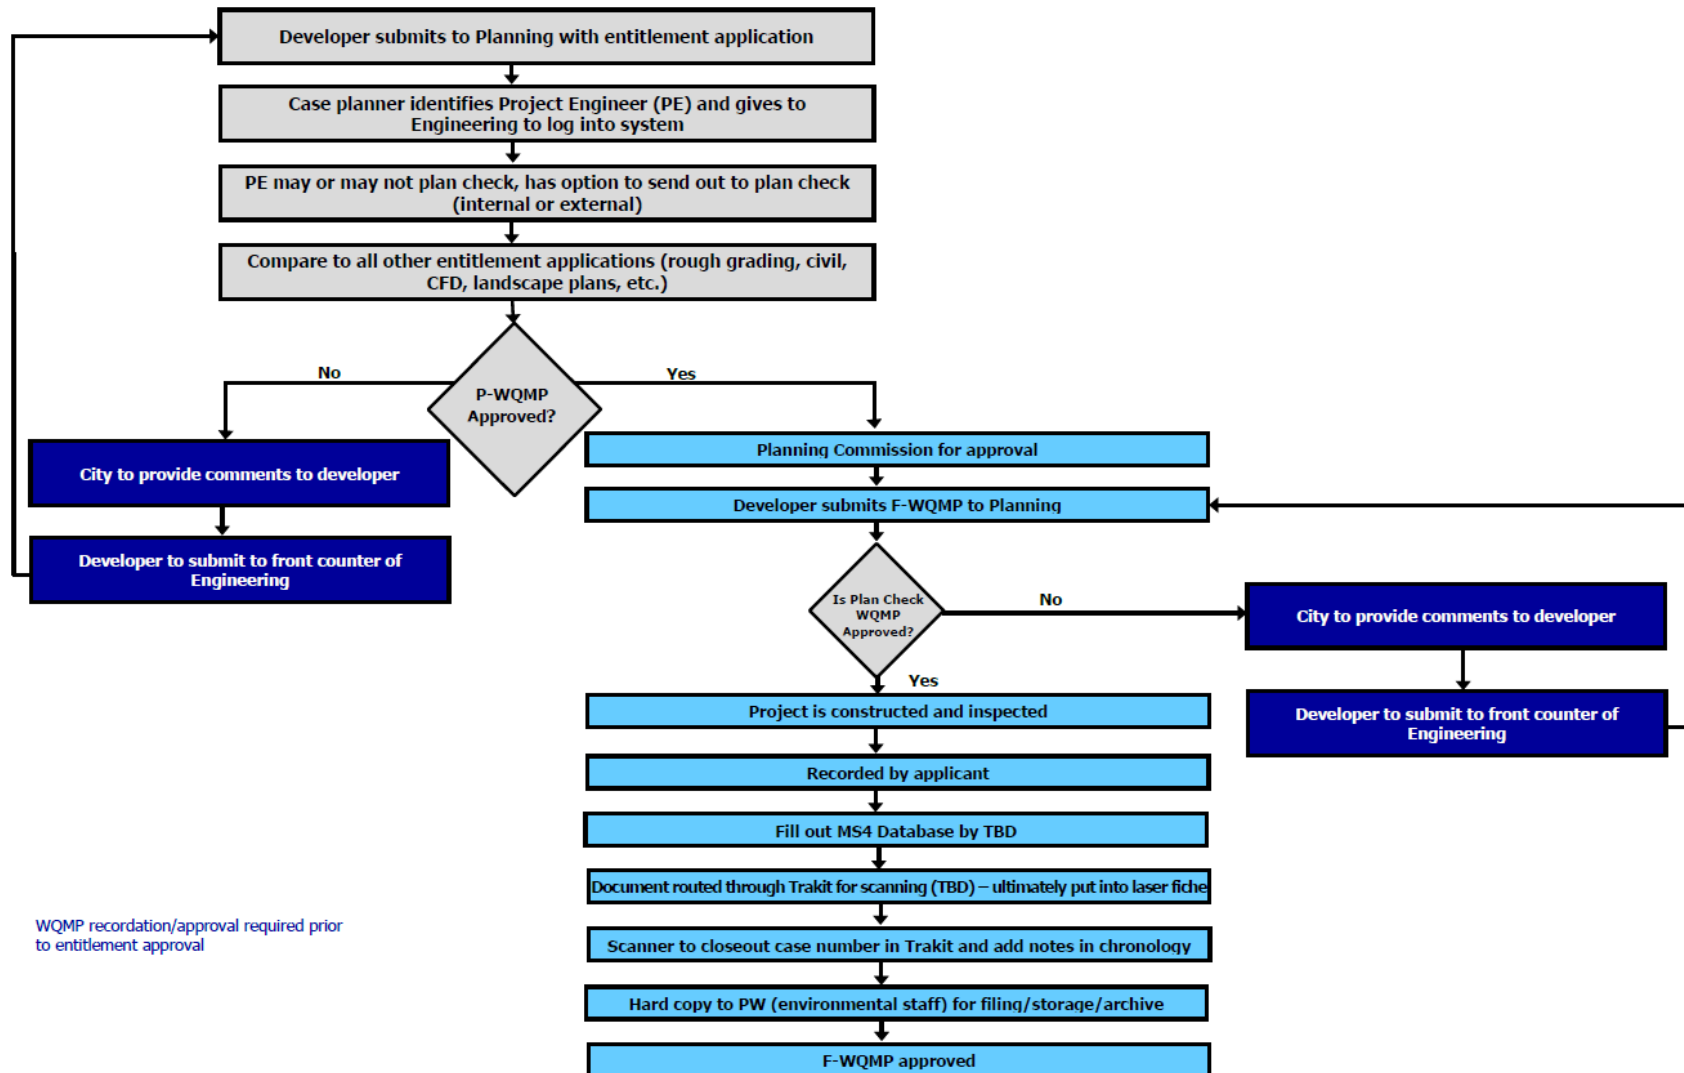 Developer submits to Planning with entitlement application
Case planner identifies Project Engineer (PE) and gives to
Engineering to log into system
PE may or may not plan check, has option to send out to plan check
(internal or external)
Compare to all other entitlement applications (rough grading, civil,
CFD, landscape plans, etc.)
No
Yes
P-WQMP
Approved?
City to provide comments to developer
Developer to submit to front counter of
Engineering
Planning Commission for approval
Developer submits F-WQMP to Planning
Is Plan Check
WQMP
Approved?
No
City to provide comments to developer
Developer to submit to front counter of
Engineering
Yes
Project is constructed and inspected
Recorded by applicant
Fill out MS4 Database by TBD
Document routed through Trakit for scanning (TBD) – ultimately put into laser fiche
Scanner to closeout case number in Trakit and add notes in chronology
Hard copy to PW (environmental staff) for filing/storage/archive
F-WQMP approved
WQMP recordation/approval required prior
to entitlement approval